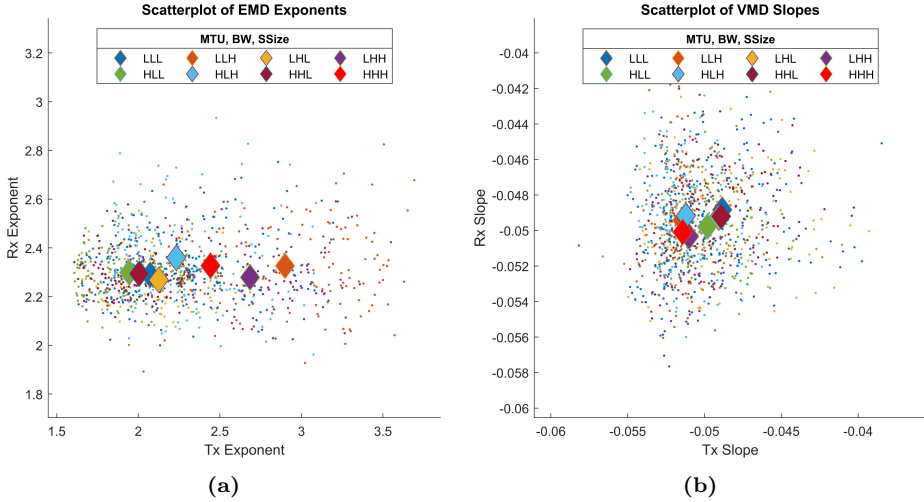 Scatterplot of EMD Exponents
MTU, BW, SSize
LLL LLH LHL LHH
HLL HLH HHL HHH
3.2
3
2.8
2.6
2.4
2.2
2
1.8
Rx Exponent
1.5 2 2.5 3 3.5
Tx Exponent
(a)
Scatterplot of VMD Slopes
MTU, BW, SSize
LLL LLH LHL LHH
HLL HLH HHL HHH
-0.04
-0.042
-0.044
-0.046
-0.048
-0.05
-0.052
-0.054
-0.056
-0.058
-0.06
Rx Slope
-0.06 -0.055 -0.05 -0.045 -0.04
Tx Slope
(b)